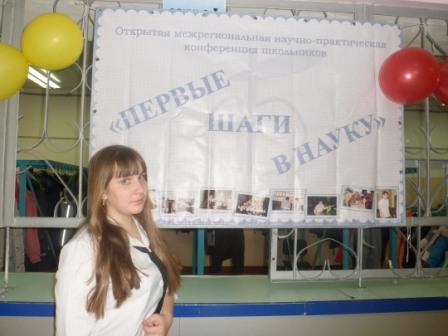 Открытая межрегиональная научно-практическая
конференция школьников
«ПЕРВЫЕ
ШАГИ
В НАУКУ»